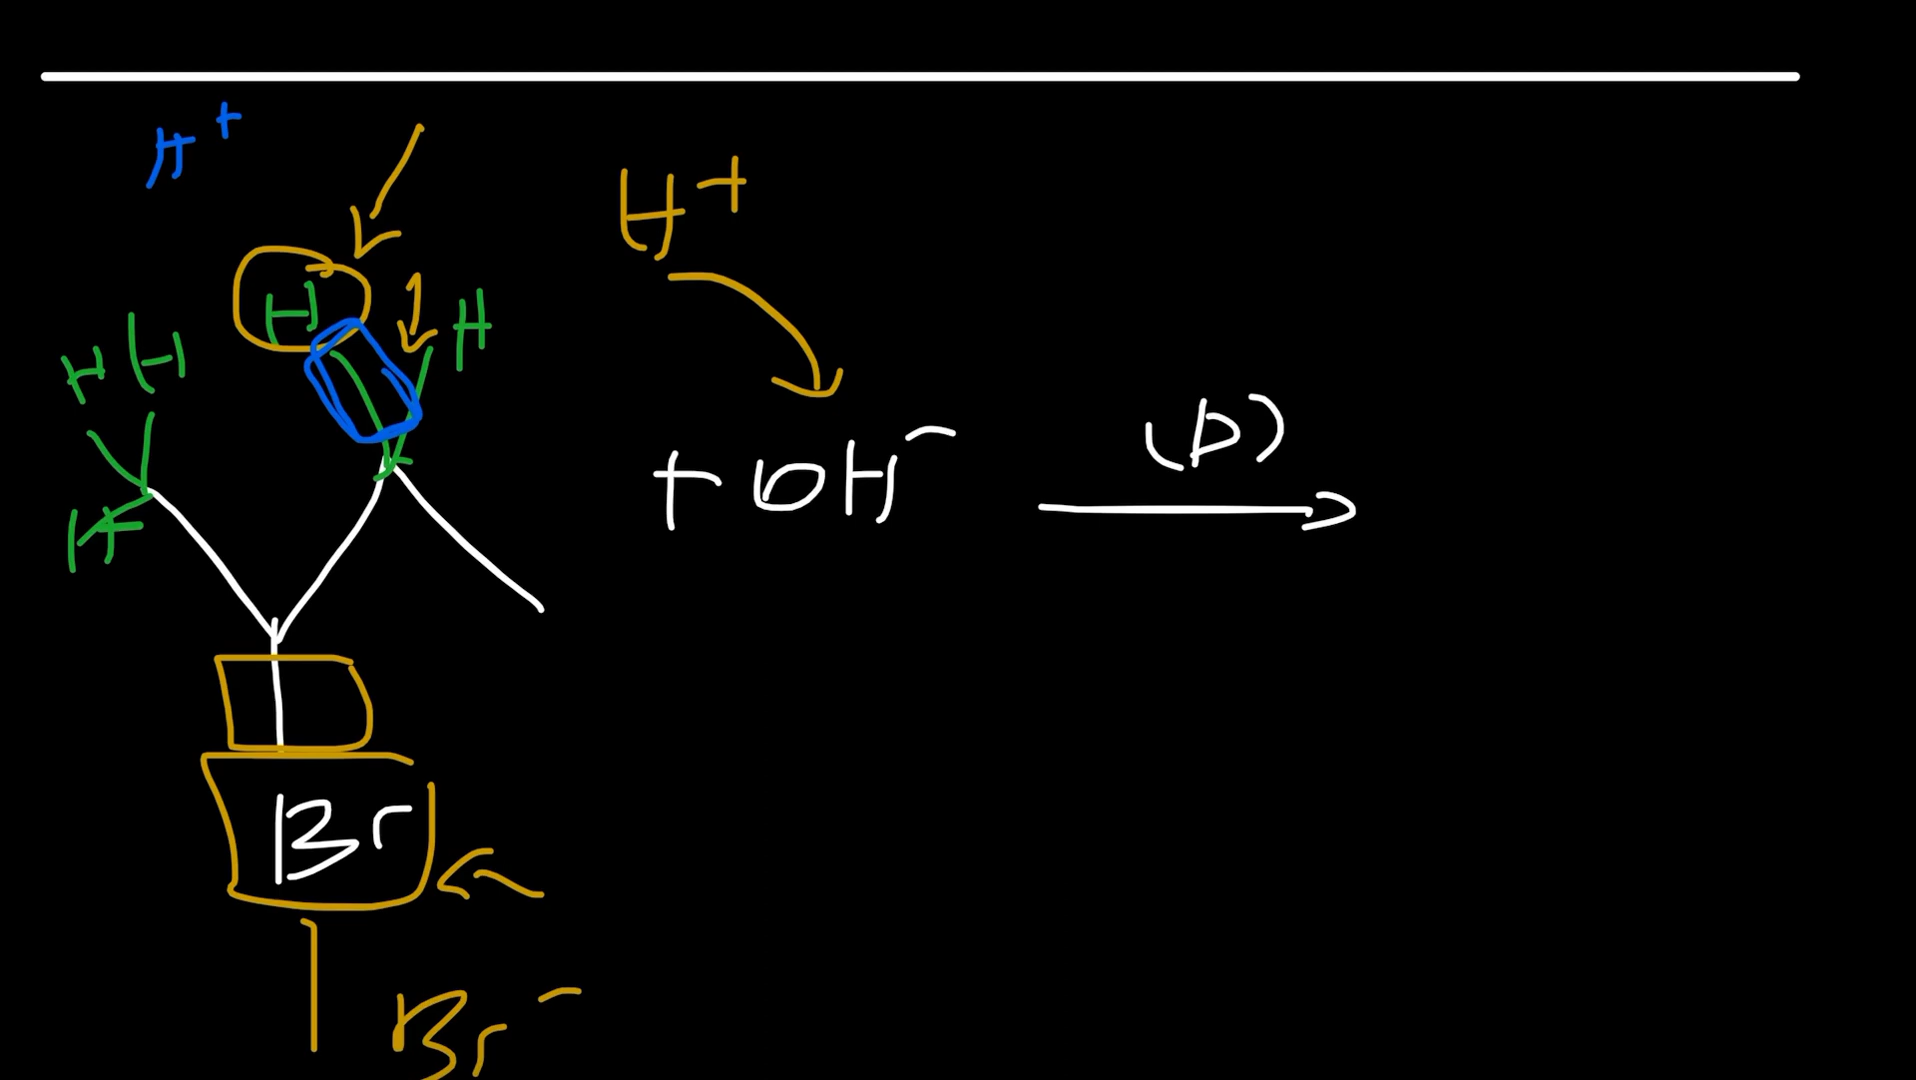 H+
H+
H H H H
H
+ OH⁻ (D)
Br
Br⁻